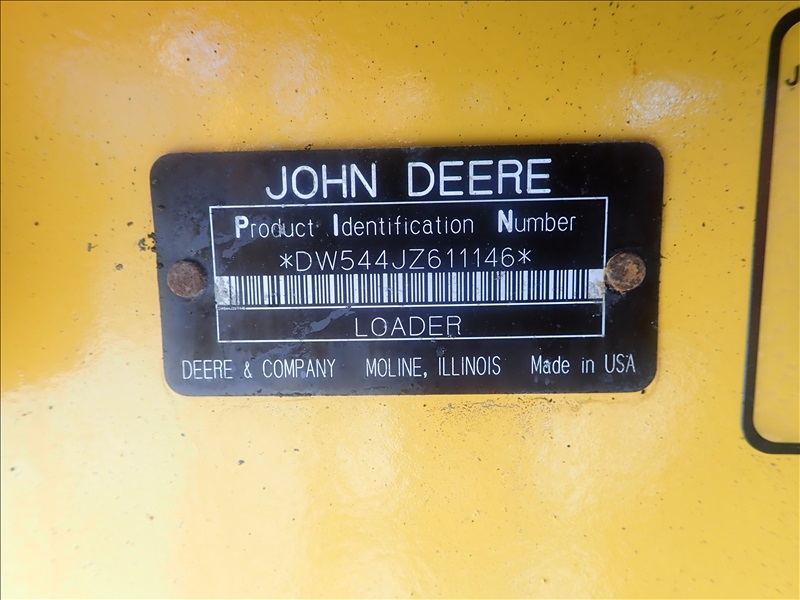 JOHN DEERE
Product Identification Number
*DW544JZ611146*
LOADER
DEERE & COMPANY MOLINE, ILLINOIS Made in USA
J